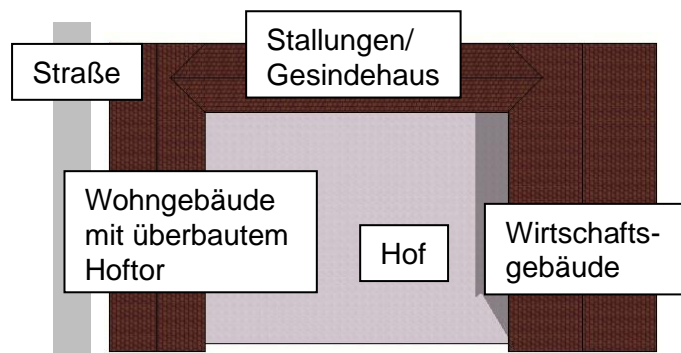 Stallungen/
Gesindehaus
Straße
Wohngebäude
mit überbautem
Hoftor
Hof
Wirtschafts-
gebäude